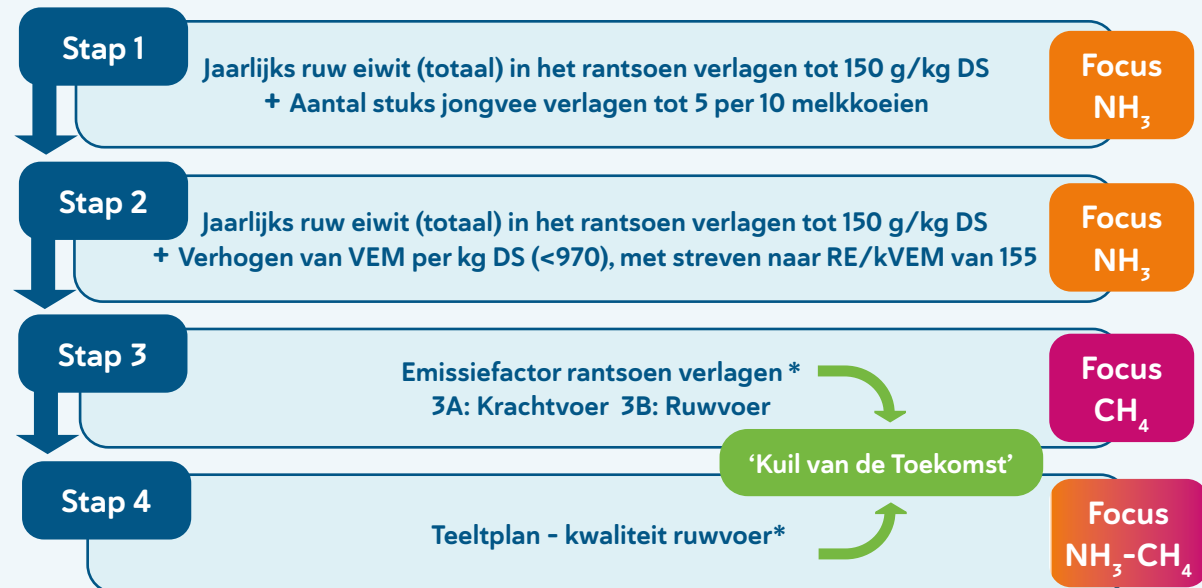 Stap 1
Jaarlijks ruw eiwit (totaal) in het rantsoen verlagen tot 150 g/kg DS
+ Aantal stuks jongvee verlagen tot 5 per 10 melkkoeien
Focus
NH₃
Stap 2
Jaarlijks ruw eiwit (totaal) in het rantsoen verlagen tot 150 g/kg DS
+ Verhogen van VEM per kg DS (<970), met streven naar RE/kVEM van 155
Focus
NH₃
Stap 3
Emissiefactor rantsoen verlagen *
3A: Krachtvoer 3B: Ruwvoer
Focus
CH₄
'Kuil van de Toekomst'
Stap 4
Teeltplan - kwaliteit ruwvoer*
Focus
NH₃-CH₄